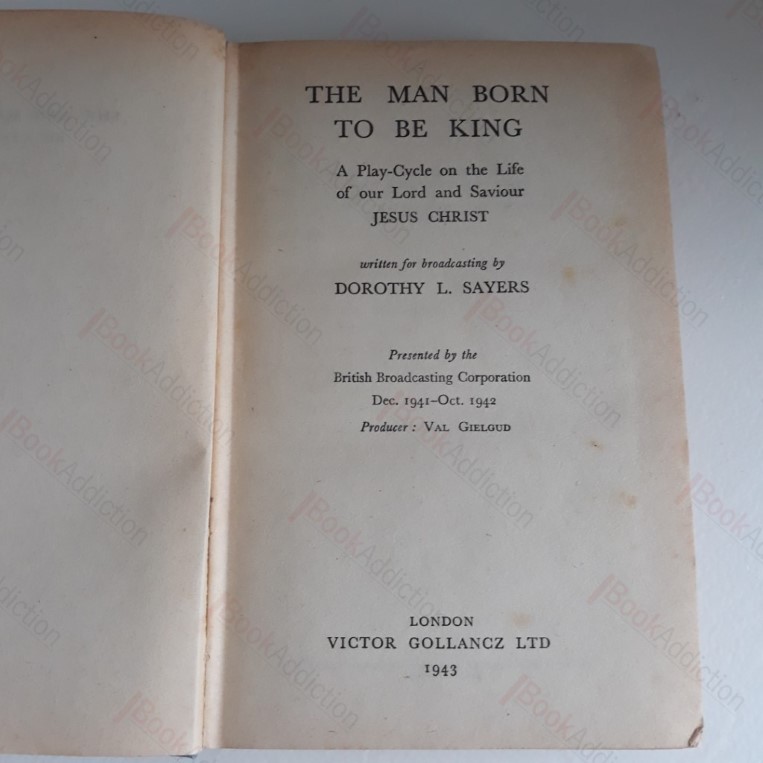 THE MAN BORN
TO BE KING
A Play-Cycle on the Life
of our Lord and Saviour
JESUS CHRIST
written for broadcasting by
DOROTHY L. SAYERS
Presented by the
British Broadcasting Corporation
Dec. 1941–Oct. 1942
Producer : VAL GIELGUD
LONDON
VICTOR GOLLANCZ LTD
1943
BookAddiction